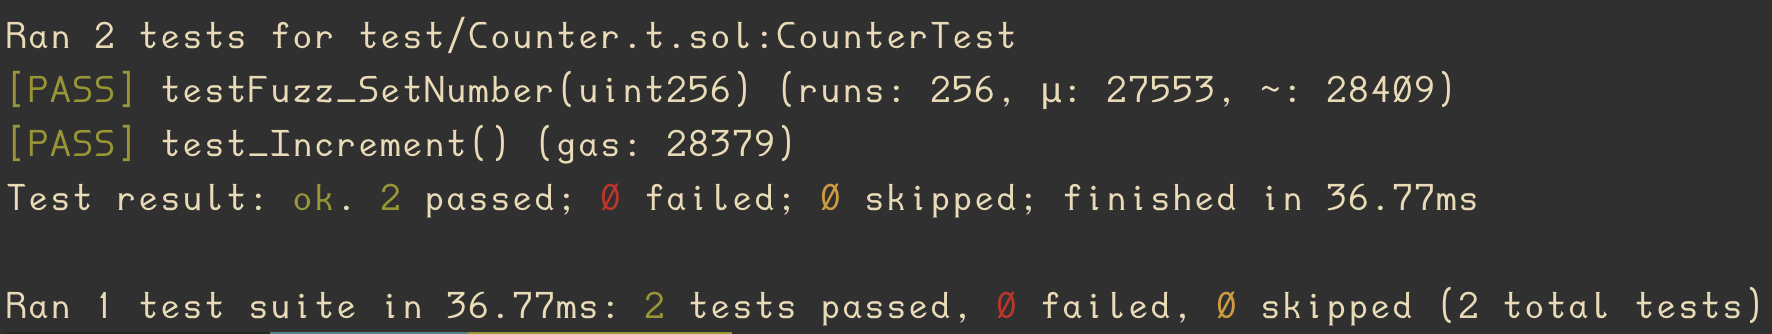 Ran 2 tests for test/Counter.t.sol:CounterTest
[PASS] testFuzz_SetNumber(uint256) (runs: 256, μ: 27553, ~: 28409)
[PASS] test_Increment() (gas: 28379)
Test result: ok. 2 passed; 0 failed; 0 skipped; finished in 36.77ms
Ran 1 test suite in 36.77ms: 2 tests passed, 0 failed, 0 skipped (2 total tests)